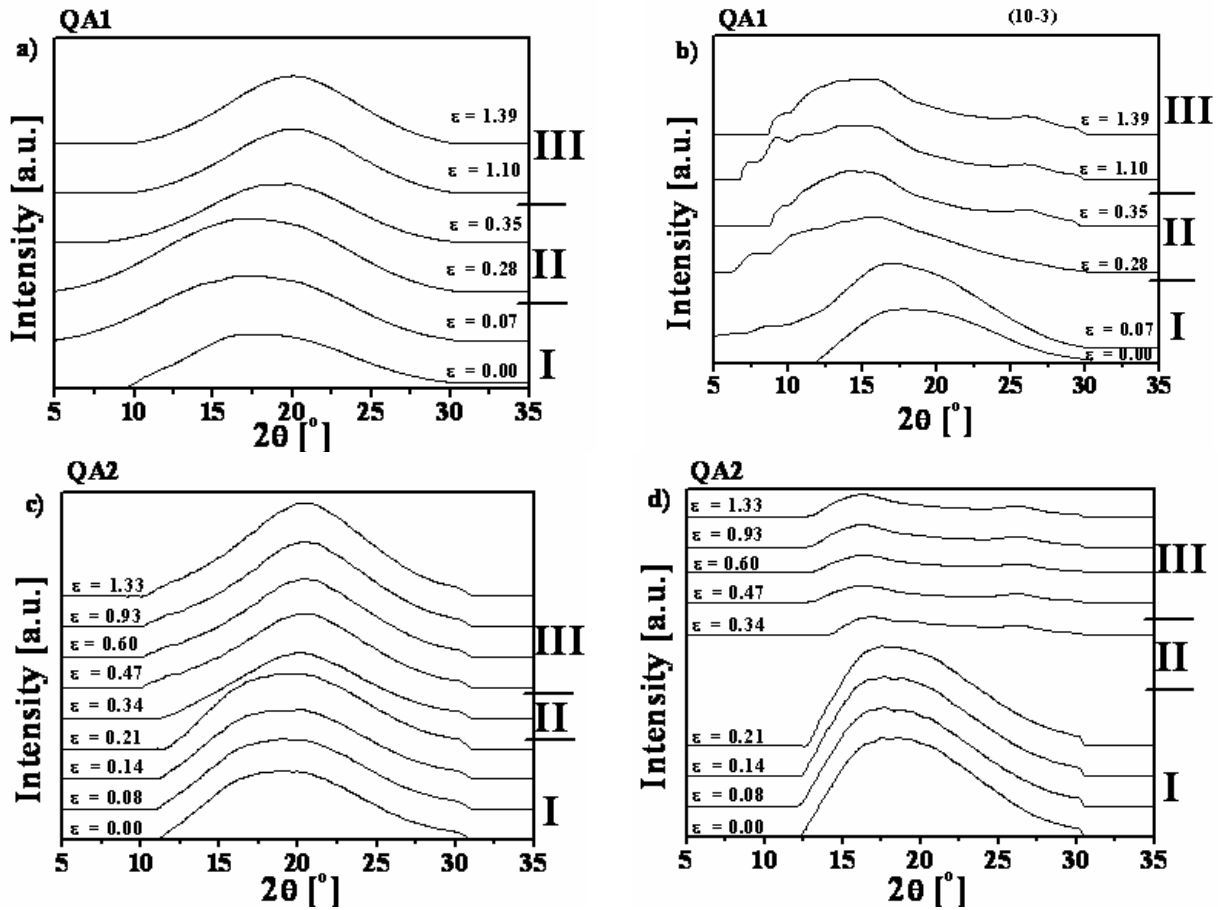 QA1
a)
ε = 1.39
ε = 1.10
ε = 0.35
ε = 0.28
ε = 0.07
ε = 0.00
III
II
I
Intensity [a.u.]
5 10 15 20 25 30 35
2θ [°]
QA1
(10-3)
b)
ε = 1.39
ε = 1.10
ε = 0.35
ε = 0.28
ε = 0.07
ε = 0.00
III
II
I
Intensity [a.u.]
5 10 15 20 25 30 35
2θ [°]
QA2
c)
ε = 1.33
ε = 0.93
ε = 0.60
ε = 0.47
ε = 0.34
ε = 0.21
ε = 0.14
ε = 0.08
ε = 0.00
III
II
I
Intensity [a.u.]
5 10 15 20 25 30 35
2θ [°]
d)
ε = 1.33
ε = 0.93
ε = 0.60
ε = 0.47
ε = 0.34
ε = 0.21
ε = 0.14
ε = 0.08
ε = 0.00
III
II
I
Intensity [a.u.]
5 10 15 20 25 30 35
2θ [°]